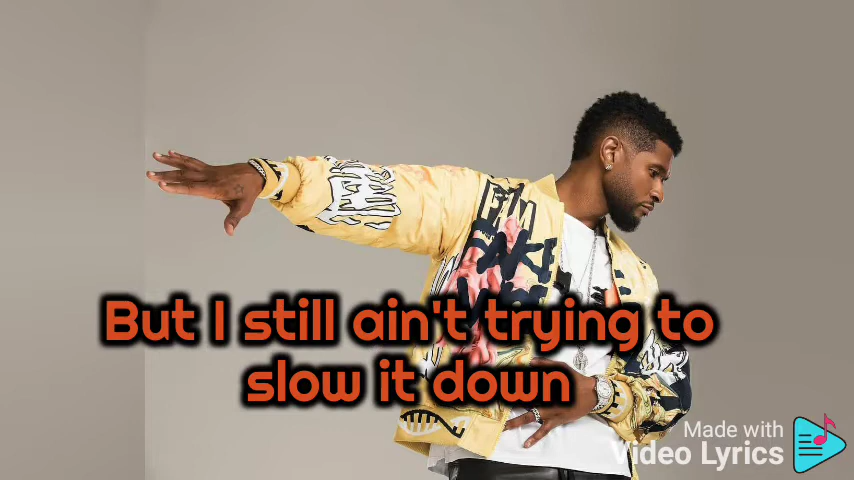 But I still ain't trying to
slow it down
Made with
Video Lyrics